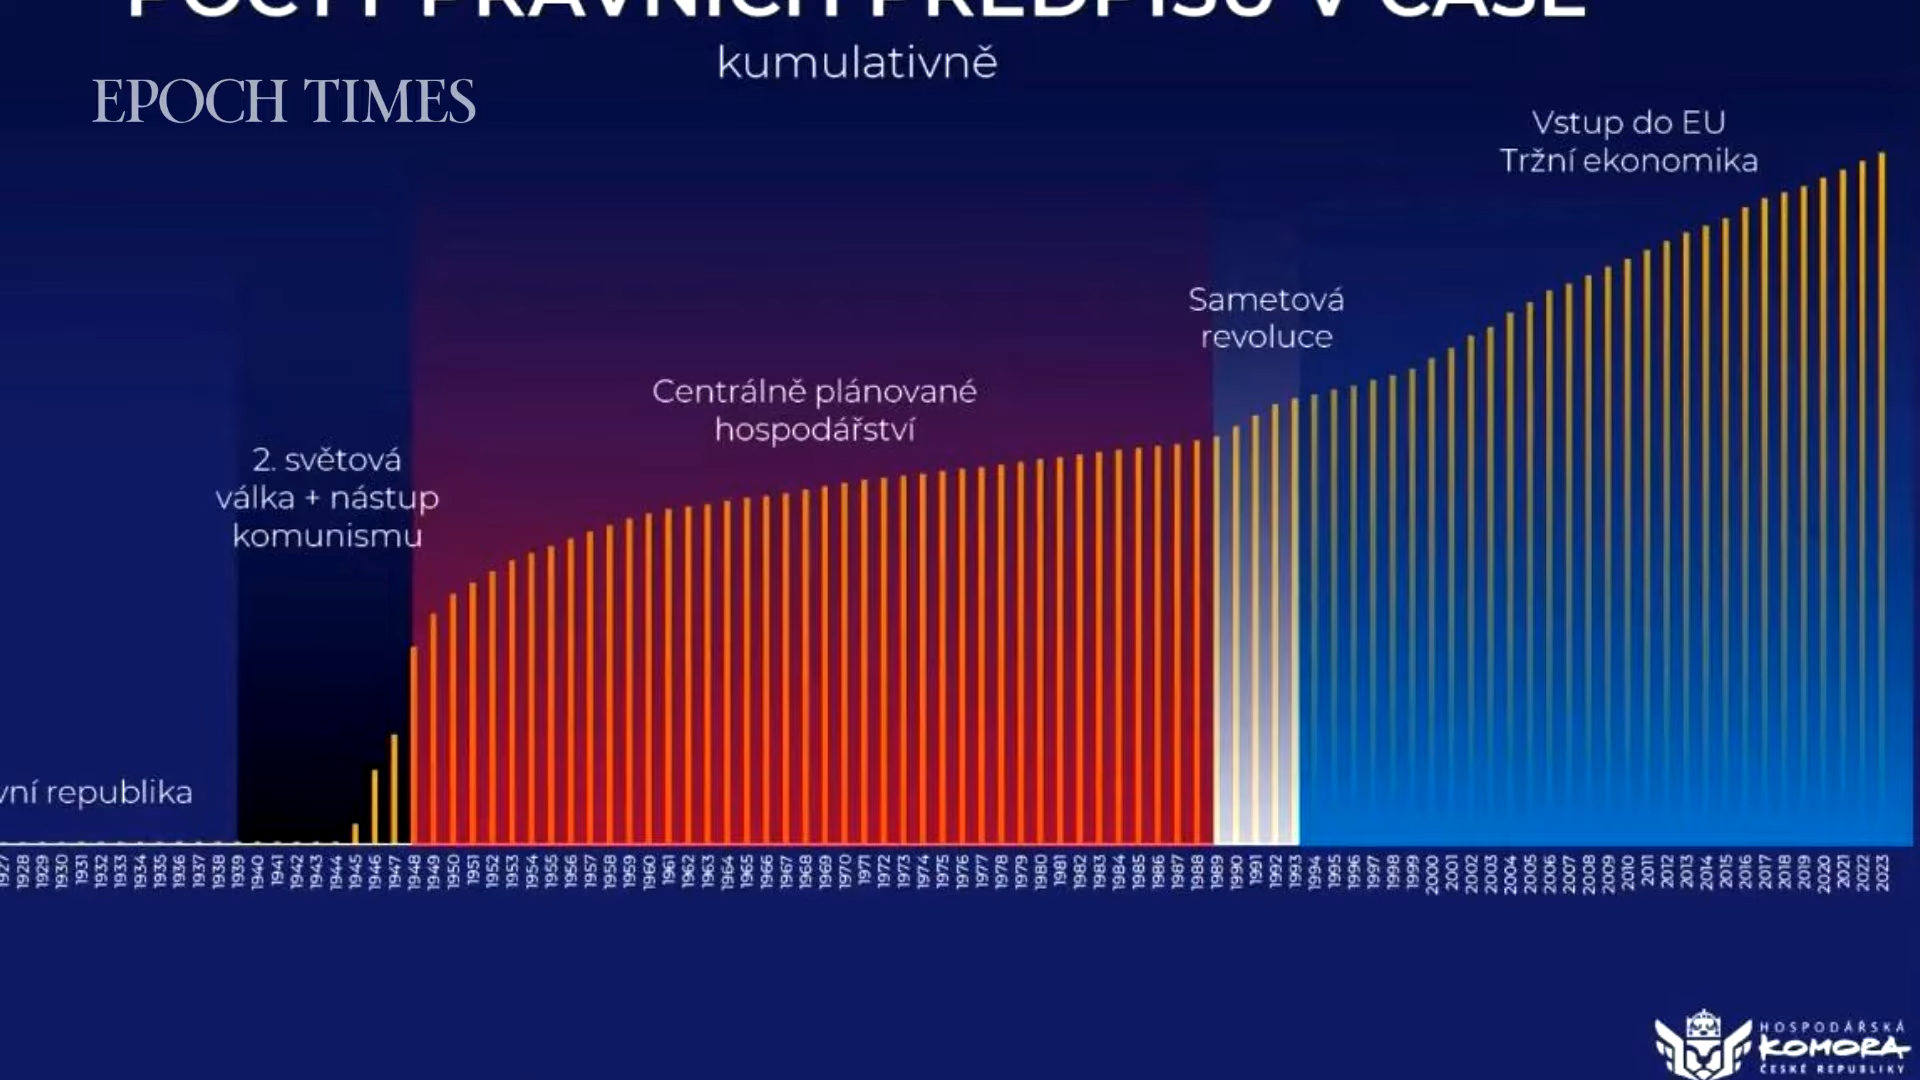 POČTY PRÁVNÍCH PŘEDPISŮ V ČASE
kumulativně
EPOCH TIMES
Vstup do EU
Tržní ekonomika
Sametová
revoluce
Centrálně plánované
hospodářství
2. světová
válka + nástup
komunismu
vní republika
1927 1928 1929 1930 1931 1932 1933 1934 1935 1936 1937 1938 1939 1940 1941 1942 1943 1944 1945 1946 1947 1948 1949 1950 1951 1952 1953 1954 1955 1956 1957 1958 1959 1960 1961 1962 1963 1964 1965 1966 1967 1968 1969 1970 1971 1972 1973 1974 1975 1976 1977 1978 1979 1980 1981 1982 1983 1984 1985 1986 1987 1988 1989 1990 1991 1992 1993 1994 1995 1996 1997 1998 1999 2000 2001 2002 2003 2004 2005 2006 2007 2008 2009 2010 2011 2012 2013 2014 2015 2016 2017 2018 2019 2020 2021 2022 2023
HOSPODÁŘSKÁ
KOMORA
ČESKÉ REPUBLIKY